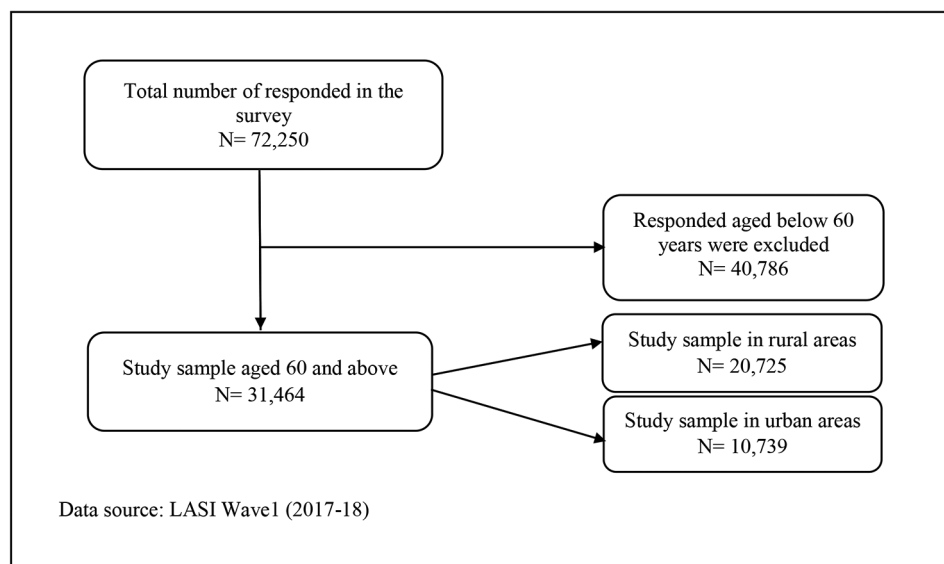 Total number of responded in the
survey
N= 72,250
Responded aged below 60
years were excluded
N= 40,786
Study sample aged 60 and above
N= 31,464
Study sample in rural areas
N= 20,725
Study sample in urban areas
N= 10,739
Data source: LASI Wave1 (2017-18)